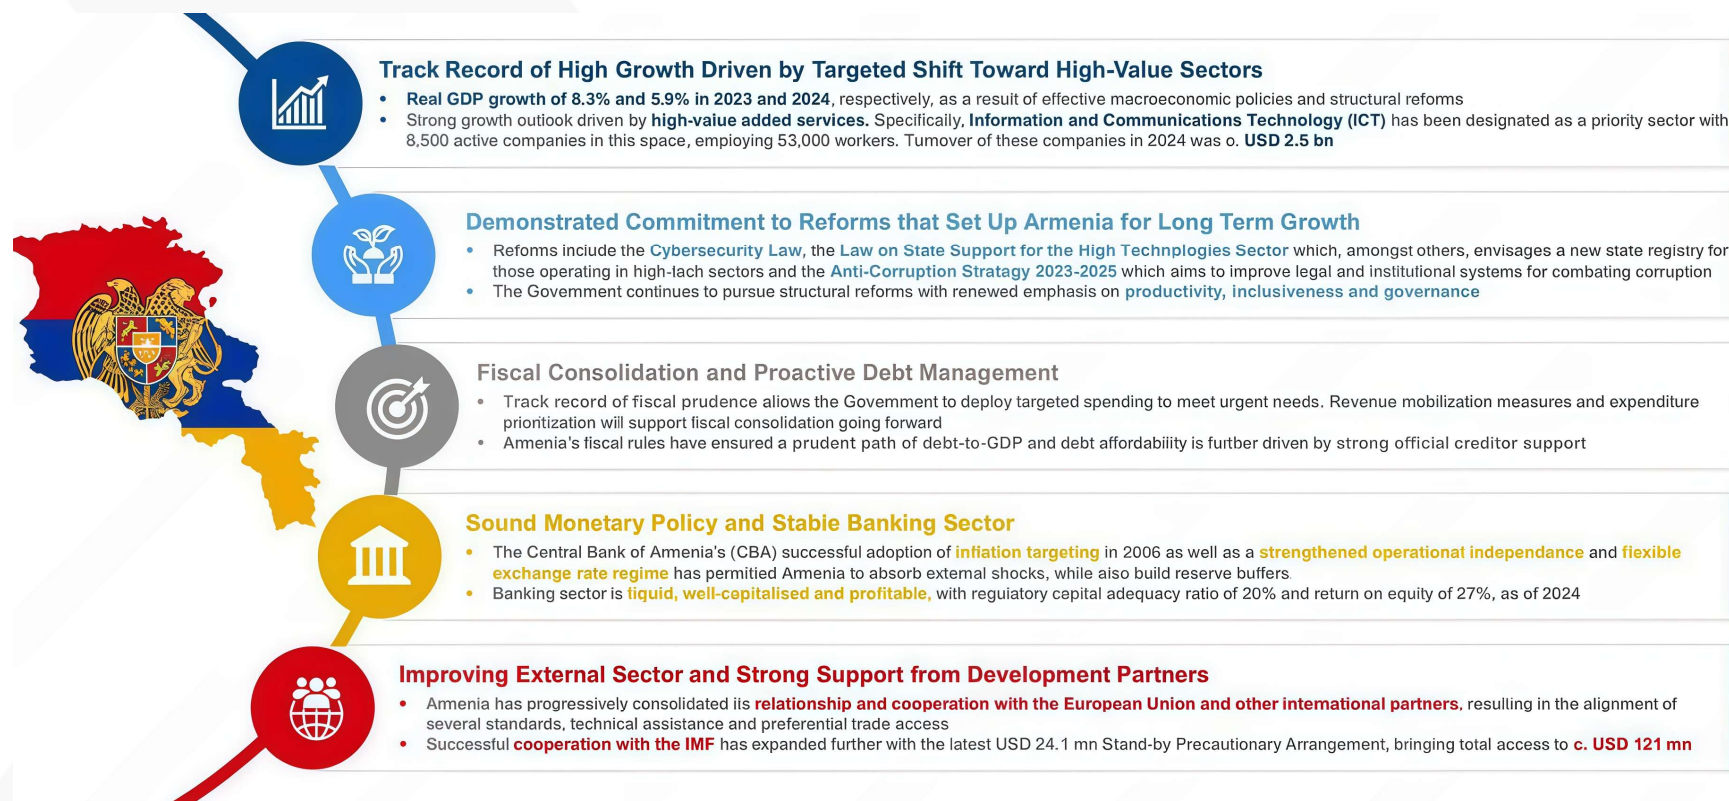 Track Record of High Growth Driven by Targeted Shift Toward High-Value Sectors
• Real GDP growth of 8.3% and 5.9% in 2023 and 2024, respectively, as a result of effective macroeconomic policies and structural reforms
• Strong growth outlook driven by high-vaiue added services. Specifically, Information and Communications Technology (ICT) has been designated as a priority sector with
8,500 active companies in this space, employing 53,000 workers. Turnover of these companies in 2024 was o. USD 2.5 bn
Demonstrated Commitment to Reforms that Set Up Armenia for Long Term Growth
• Reforms include the Cybersecurity Law, the Law on State Support for the High Technplogies Sector which, amongst others, envisages a new state registry for
those operating in high-lach sectors and the Anti-Corruption Stratagy 2023-2025 which aims to improve legal and institutional systems for combating corruption
• The Govemment continues to pursue structural reforms with renewed emphasis on productivity, inclusiveness and governance
Fiscal Consolidation and Proactive Debt Management
• Track record of fiscal prudence allows the Govemment to deploy targeted spending to meet urgent needs. Revenue mobilization measures and expenditure
prioritization will support fiscal consolidation going forward
• Armenia's fiscal rules have ensured a prudent path of debt-to-GDP and debt affordability is furtber driven by strong official creditor support
Sound Monetary Policy and Stabie Banking Sector
• The Central Bank of Armenia's (CBA) successful adoption of infiation targeting in 2006 as well as a strengthened operationat independance and fiexible
exchange rate regime has permitied Armenia to absorb external shocks, while aiso build reserve buffers.
• Banking sector is tiquid, well-cepitalised and profitable, with reguiatory cepital adequacy ratio of 20% and return on equity of 27%, as of 2024
Improving External Sector and Strong Support from Development Partners
• Armenia has progressively consolidated iis relationship and cooperation with the European Union and other intemational partners, resulting in the alignment of
several standards, technical assistance and preferential trade access
• Successful cooperation with the IMF has expanded further with the latest USD 24.1 mn Stand-by Precautionary Arrangement, bringing total access to c. USD 121 mn